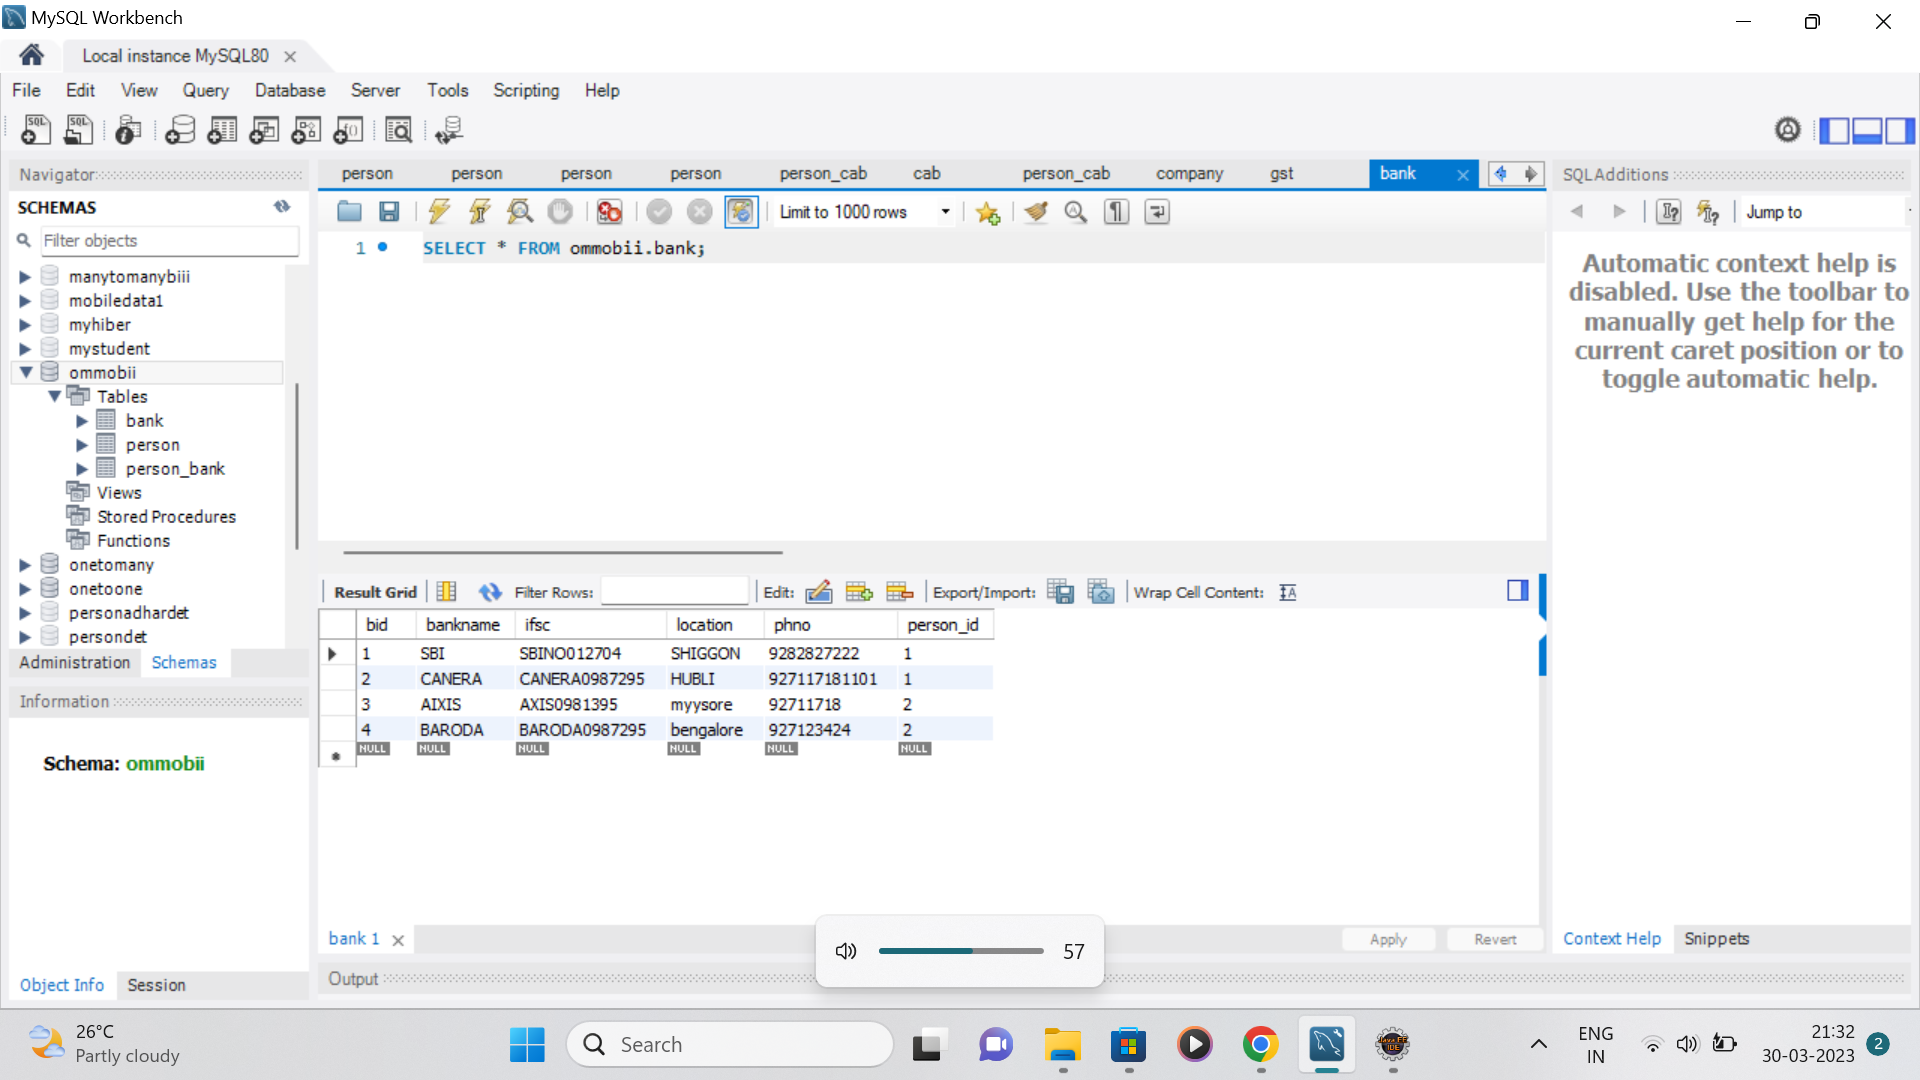 MySQL Workbench
Local instance MySQL80
File Edit View Query Database Server Tools Scripting Help
Navigator
SCHEMAS
Filter objects
manytomanybiii
mobiledata1
myhiber
mystudent
ommobii
Tables
bank
person
person_bank
Views
Stored Procedures
Functions
onetomany
onetoone
personadhardet
persondet
Administration Schemas
Information
Schema: ommobii
Object Info Session
person person person person person_cab cab person_cab company gst bank
Limit to 1000 rows
1 SELECT * FROM ommobii.bank;
Result Grid Filter Rows: Edit: Export/Import: Wrap Cell Content:
bid bankname ifsc location phno person_id
1 SBI SBINO012704 SHIGGON 9282827222 1
2 CANERA CANERA0987295 HUBLI 927117181101 1
3 AIXIS AXIS0981395 myysore 92711718 2
4 BARODA BARODA0987295 bengalore 927123424 2
NULL NULL NULL NULL NULL NULL
bank 1
Apply Revert
Output
57
SQLAdditions
Jump to
Automatic context help is
disabled. Use the toolbar to
manually get help for the
current caret position or to
toggle automatic help.
Context Help Snippets
26°C
Partly cloudy
Search
ENG
IN
21:32
30-03-2023
2